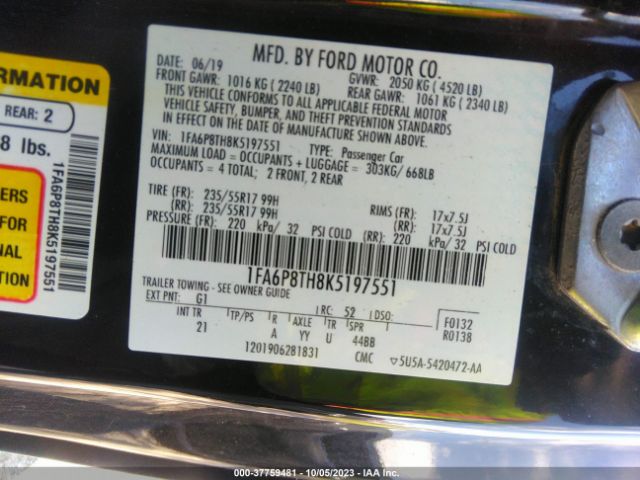 ORMATION
REAR: 2
8 lbs.
1FA6P8TH8K5197551
ERS
FOR
NAL
ION
MFD. BY FORD MOTOR CO.
DATE: 06/19 GVWR: 2050 KG (4520 LB)
FRONT GAWR: 1016 KG (2240 LB) REAR GAWR: 1061 KG (2340 LB)
THIS VEHICLE CONFORMS TO ALL APPLICABLE FEDERAL MOTOR
VEHICLE SAFETY, BUMPER, AND THEFT PREVENTION STANDARDS
IN EFFECT ON THE DATE OF MANUFACTURE SHOWN ABOVE.
VIN: 1FA6P8TH8K5197551 TYPE: Passenger Car
MAXIMUM LOAD = OCCUPANTS + LUGGAGE = 303KG/ 668LB
OCCUPANTS = 4 TOTAL; 2 FRONT, 2 REAR
TIRE (FR): 235/55R17 99H RIMS (FR): 17x7.5J
(RR): 235/55R17 99H (RR): 17x7.5J
PRESSURE (FR): 220 kPa/ 32 PSI COLD (RR): 220 kPa/ 32 PSI COLD
1FA6P8TH8K5197551
TRAILER TOWING - SEE OWNER GUIDE
EXT PNT: G1 RC: 52 DSO: F0132
INT TR TP/PS R AXLE TR SPR R0138
21 A YY U 44BB
1201906281831 CMC 5U5A-5420472-AA
000-37759481 - 10/05/2023 - IAA Inc.